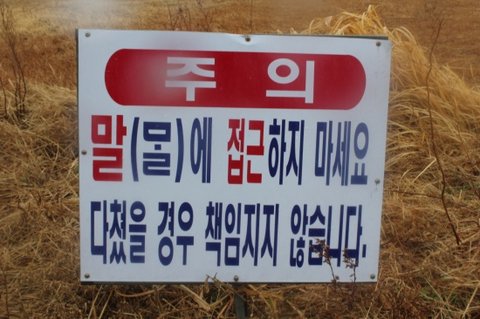 주 의
말(몰)에 접근하지 마세요
다쳤을 경우 책임지지 않습니다.